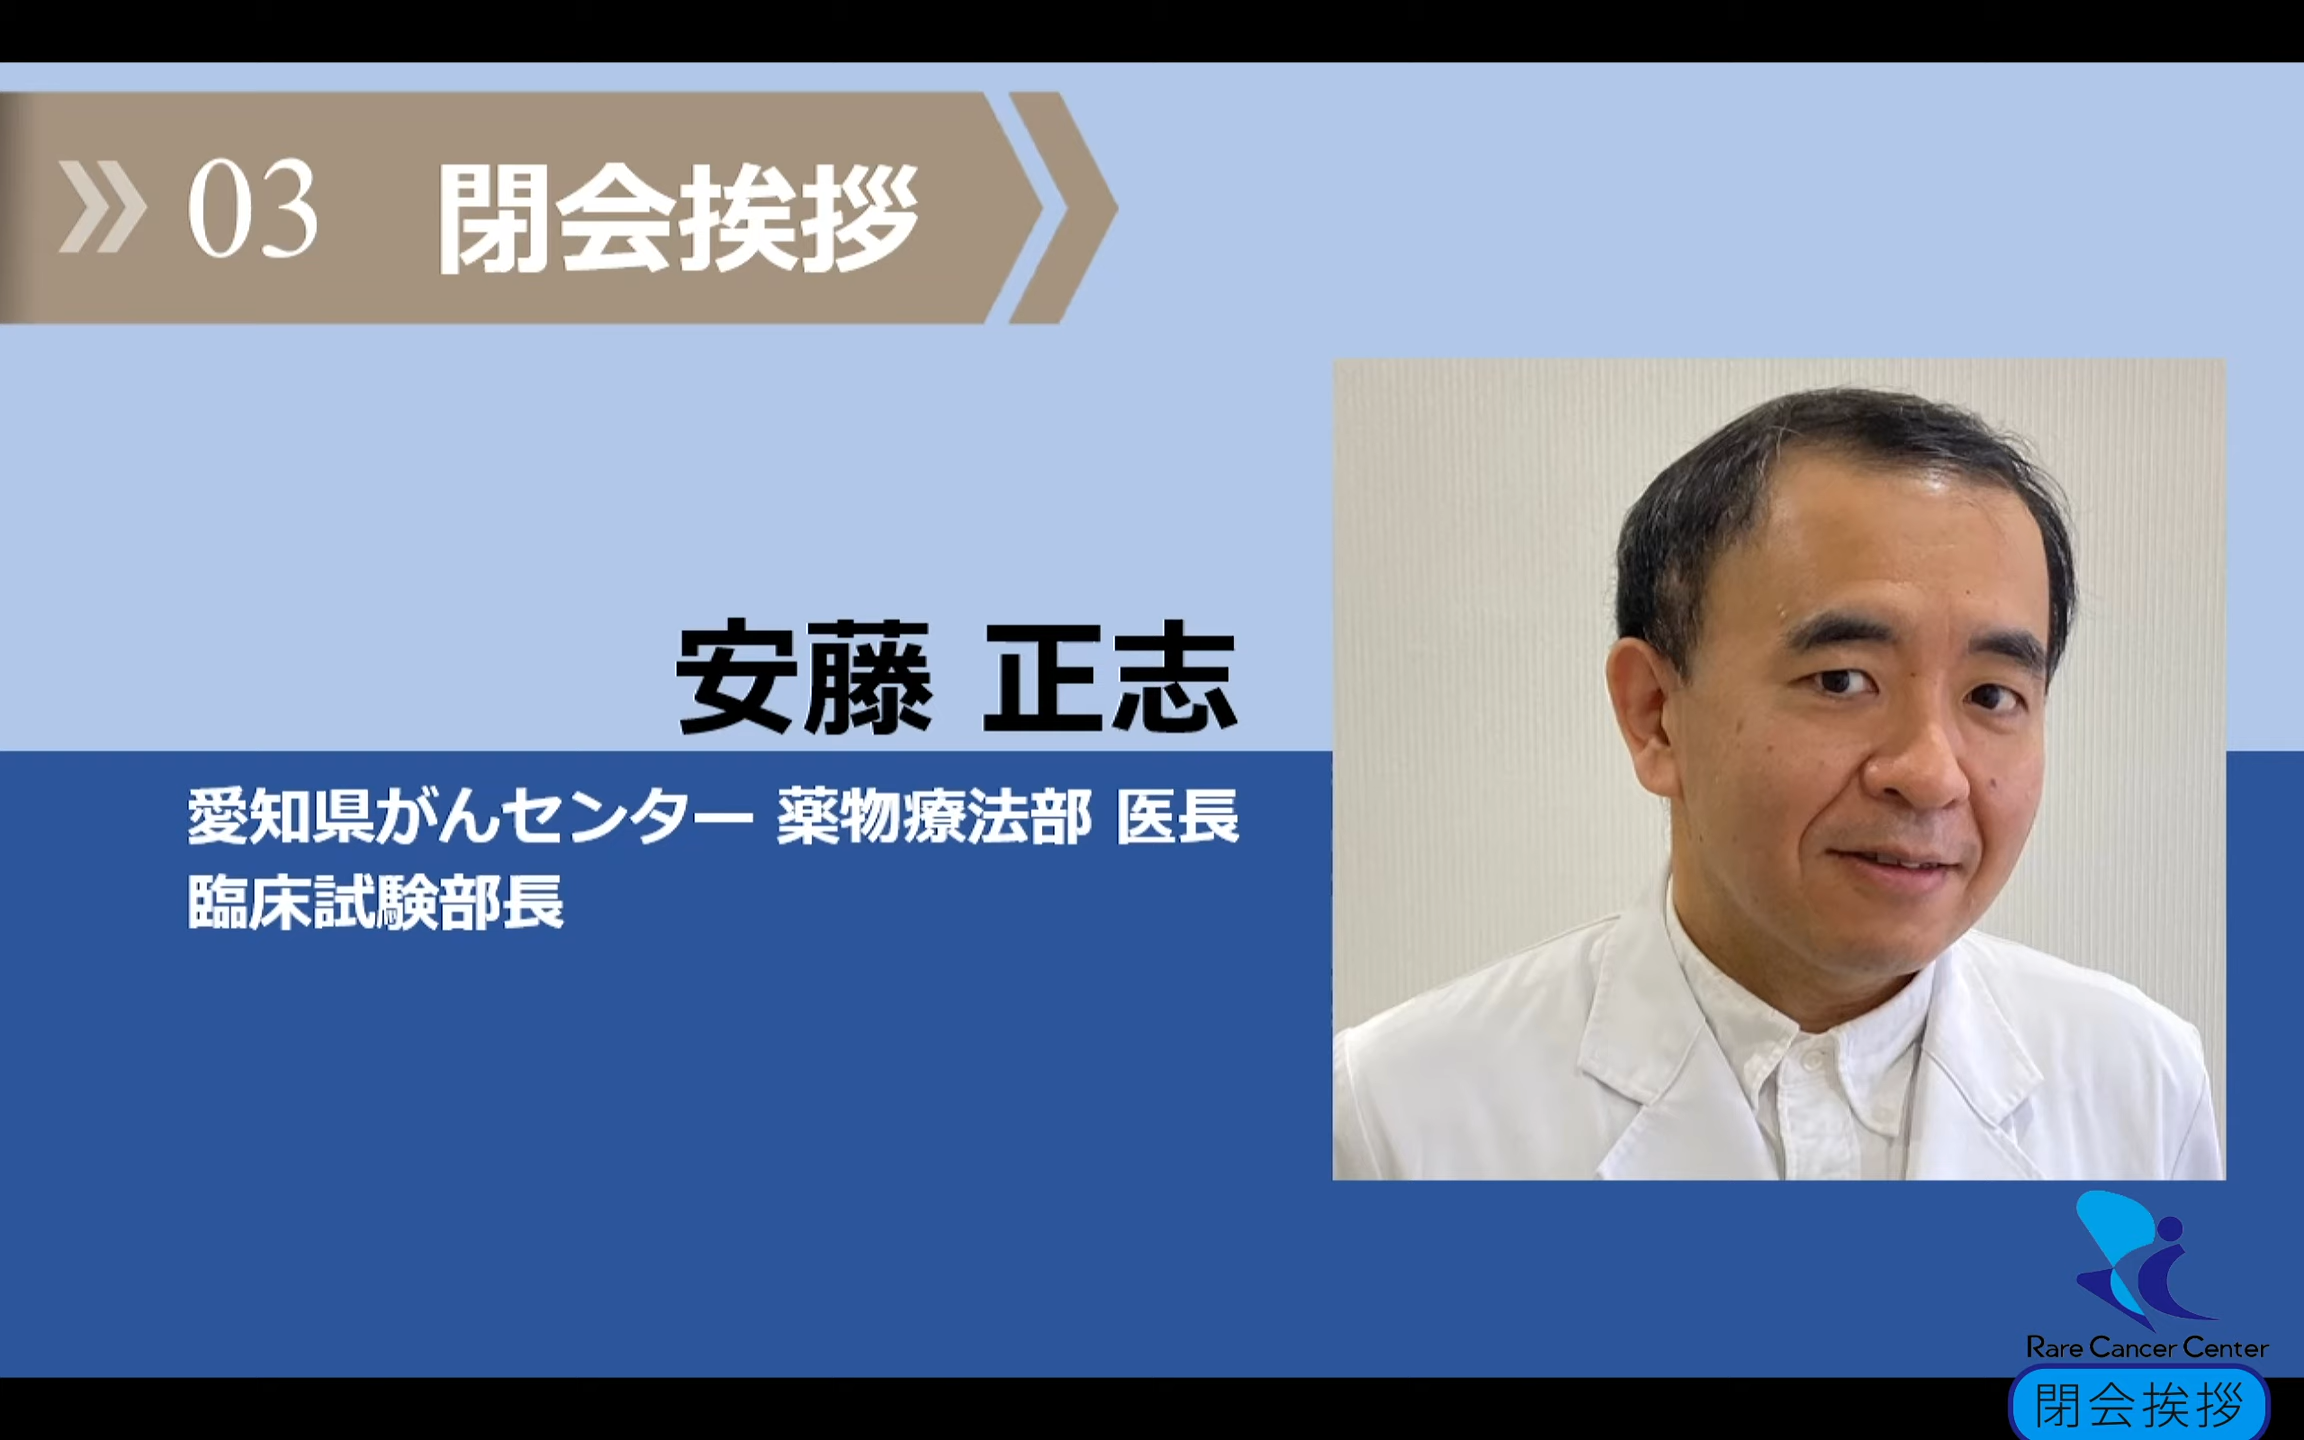 03 閉会挨拶
安藤 正志
愛知県がんセンター 薬物療法部 医長
臨床試験部長
Rare Cancer Center
閉会挨拶